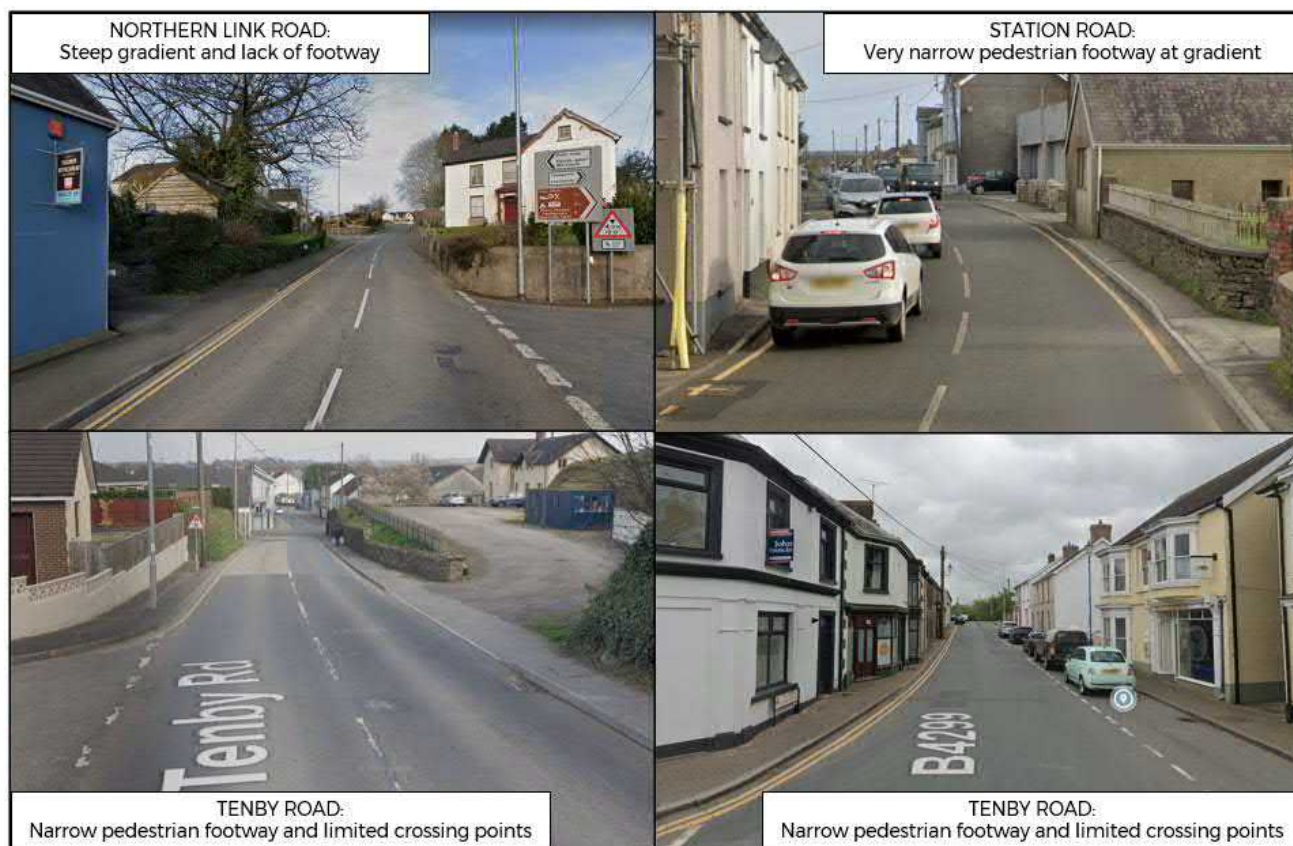 NORTHERN LINK ROAD:
Steep gradient and lack of footway
STATION ROAD:
Very narrow pedestrian footway at gradient
Tenby Rd
B4299
TENBY ROAD:
Narrow pedestrian footway and limited crossing points
TENBY ROAD:
Narrow pedestrian footway and limited crossing points